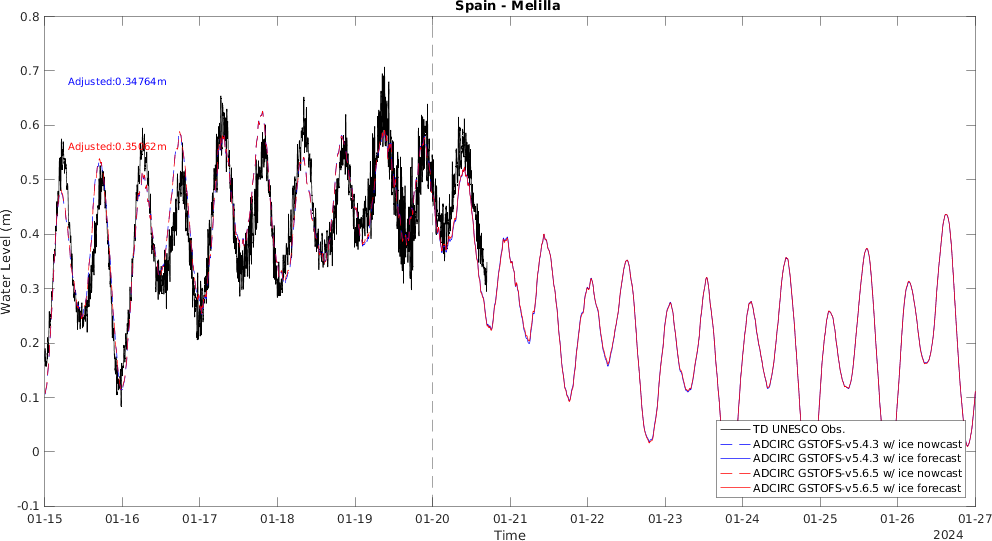 Spain - Melilla
Water Level (m)
0.8
0.7
0.6
0.5
0.4
0.3
0.2
0.1
0
-0.1
Adjusted:0.34764m
TD UNESCO Obs.
ADCIRC GSTOFS-v5.4.3 w/ ice nowcast
ADCIRC GSTOFS-v5.4.3 w/ ice forecast
ADCIRC GSTOFS-v5.6.5 w/ ice nowcast
ADCIRC GSTOFS-v5.6.5 w/ ice forecast
01-15 01-16 01-17 01-18 01-19 01-20 01-21 01-22 01-23 01-24 01-25 01-26 01-27
Time
2024